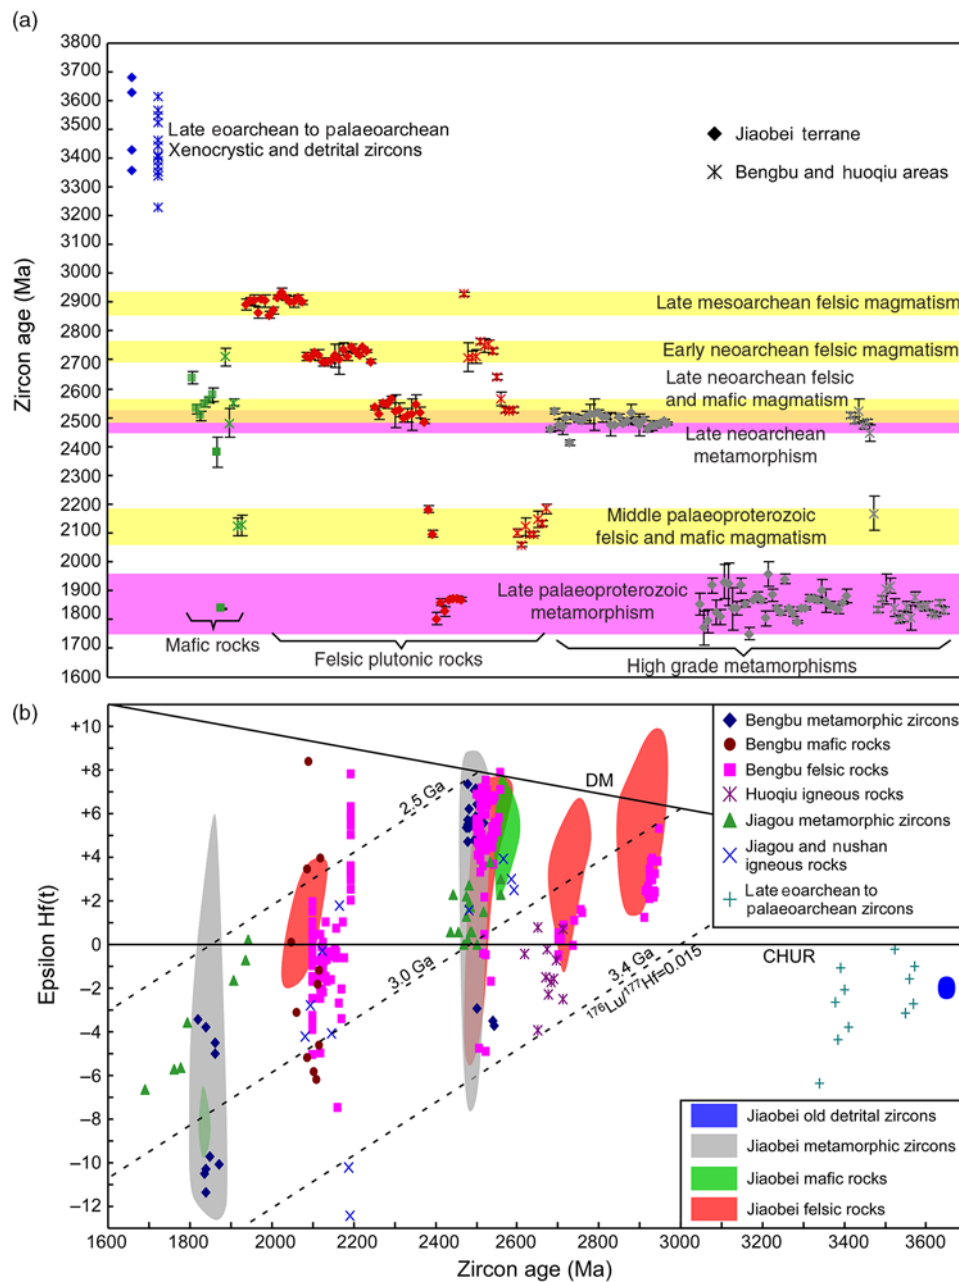 (a)
3800
3700
3600
3500
3400
3300
3200
3100
3000
2900
2800
2700
2600
2500
2400
2300
2200
2100
2000
1900
1800
1700
1600
Zircon age (Ma)
Late eoarchean to palaeoarchean
Xenocrystic and detrital zircons
Jiaobei terrane
Bengbu and huoqiu areas
Late mesoarchean felsic magmatism
Early neoarchean felsic magmatism
Late neoarchean felsic
and mafic magmatism
Late neoarchean
metamorphism
Middle palaeoproterozoic
felsic and mafic magmatism
Late palaeoproterozoic
metamorphism
Mafic rocks
Felsic plutonic rocks
High grade metamorphisms
(b)
+10
+8
+6
+4
+2
0
−2
−4
−6
−8
−10
−12
Epsilon Hf(t)
2.5 Ga
DM
3.0 Ga
3.4 Ga
¹⁷⁶Lu/¹⁷⁷Hf=0.015
CHUR
Bengbu metamorphic zircons
Bengbu mafic rocks
Bengbu felsic rocks
Huoqiu igneous rocks
Jiagou metamorphic zircons
Jiagou and nushan
igneous rocks
Late eoarchean to
palaeoarchean zircons
Jiaobei old detrital zircons
Jiaobei metamorphic zircons
Jiaobei mafic rocks
Jiaobei felsic rocks
1600 1800 2000 2200 2400 2600 2800 3000 3200 3400 3600
Zircon age (Ma)